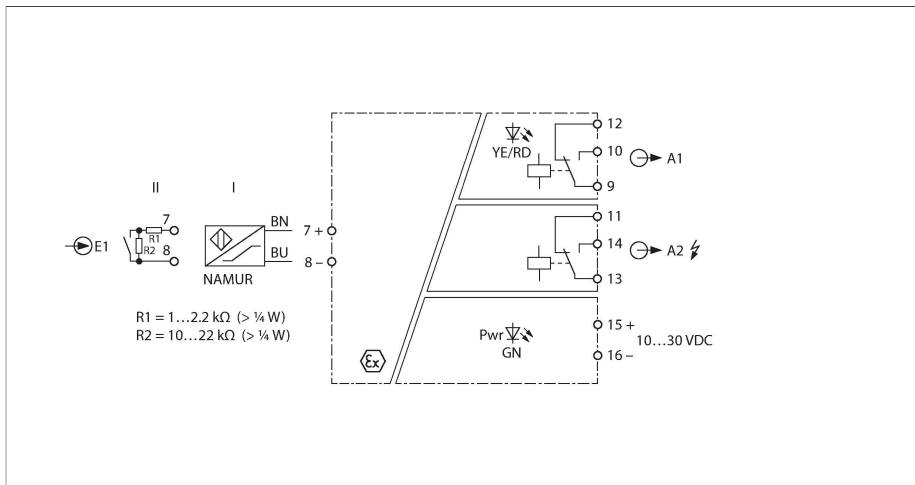 II
I
E1
7
8
R1
R2
BN
BU
NAMUR
7 +
8 –
R1 = 1…2.2 kΩ (> ¼ W)
R2 = 10…22 kΩ (> ¼ W)
Ex
YE/RD
12
10
9
A1
11
14
13
A2
Pwr
GN
15 +
16 –
10…30 VDC